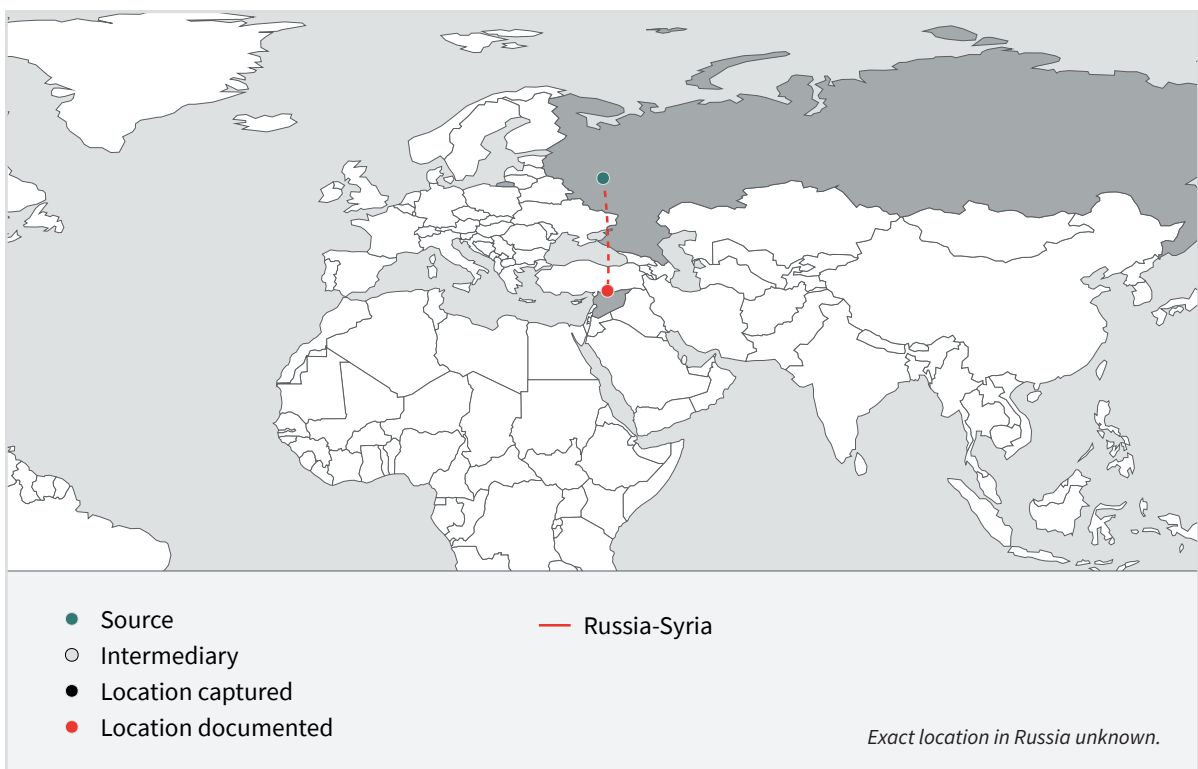 Source
Intermediary
Location captured
Location documented
Russia-Syria
Exact location in Russia unknown.